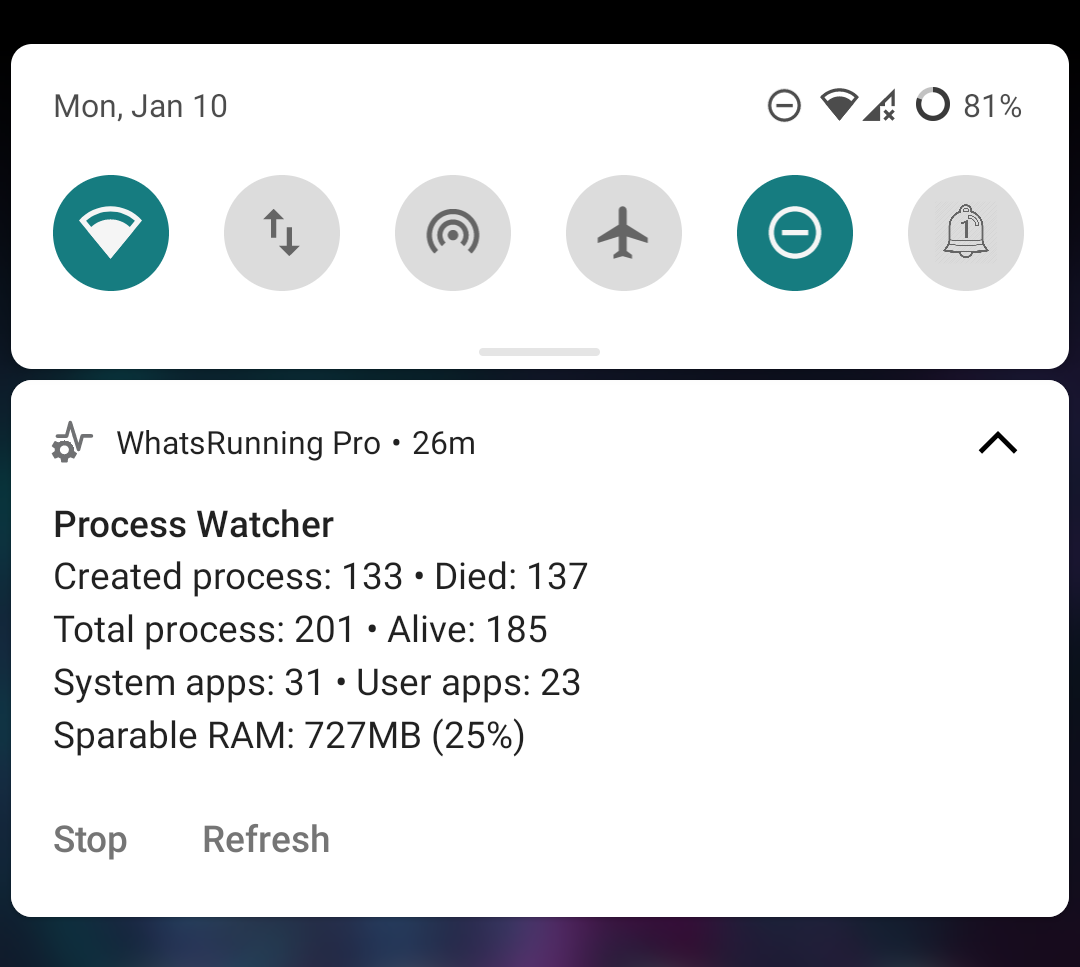 Mon, Jan 10 81%
1
WhatsRunning Pro • 26m
Process Watcher
Created process: 133 • Died: 137
Total process: 201 • Alive: 185
System apps: 31 • User apps: 23
Sparable RAM: 727MB (25%)
Stop Refresh